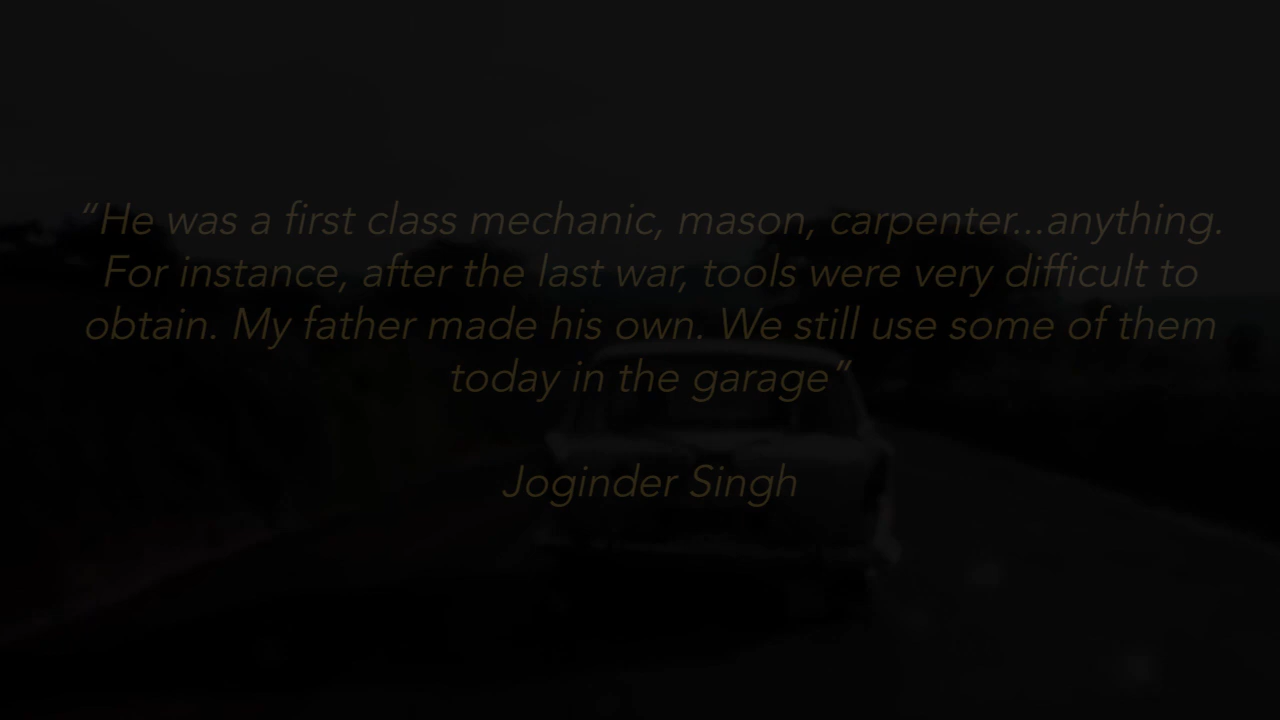 “He was a first class mechanic, mason, carpenter...anything.
For instance, after the last war, tools were very difficult to
obtain. My father made his own. We still use some of them
today in the garage”
Joginder Singh